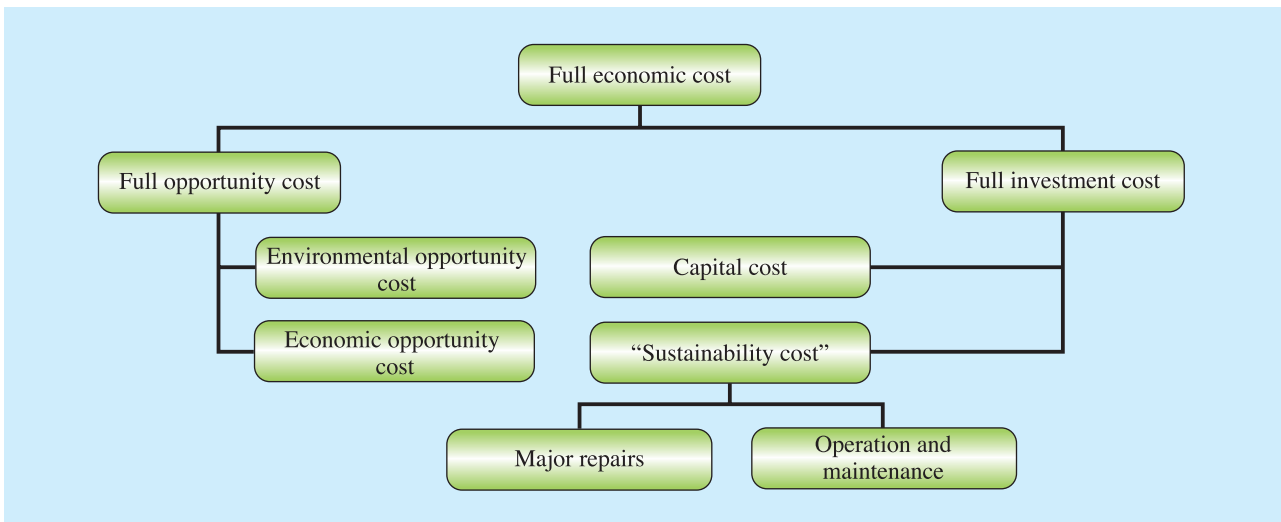 Full economic cost
Full opportunity cost
Full investment cost
Environmental opportunity
cost
Capital cost
Economic opportunity
cost
“Sustainability cost”
Major repairs
Operation and
maintenance